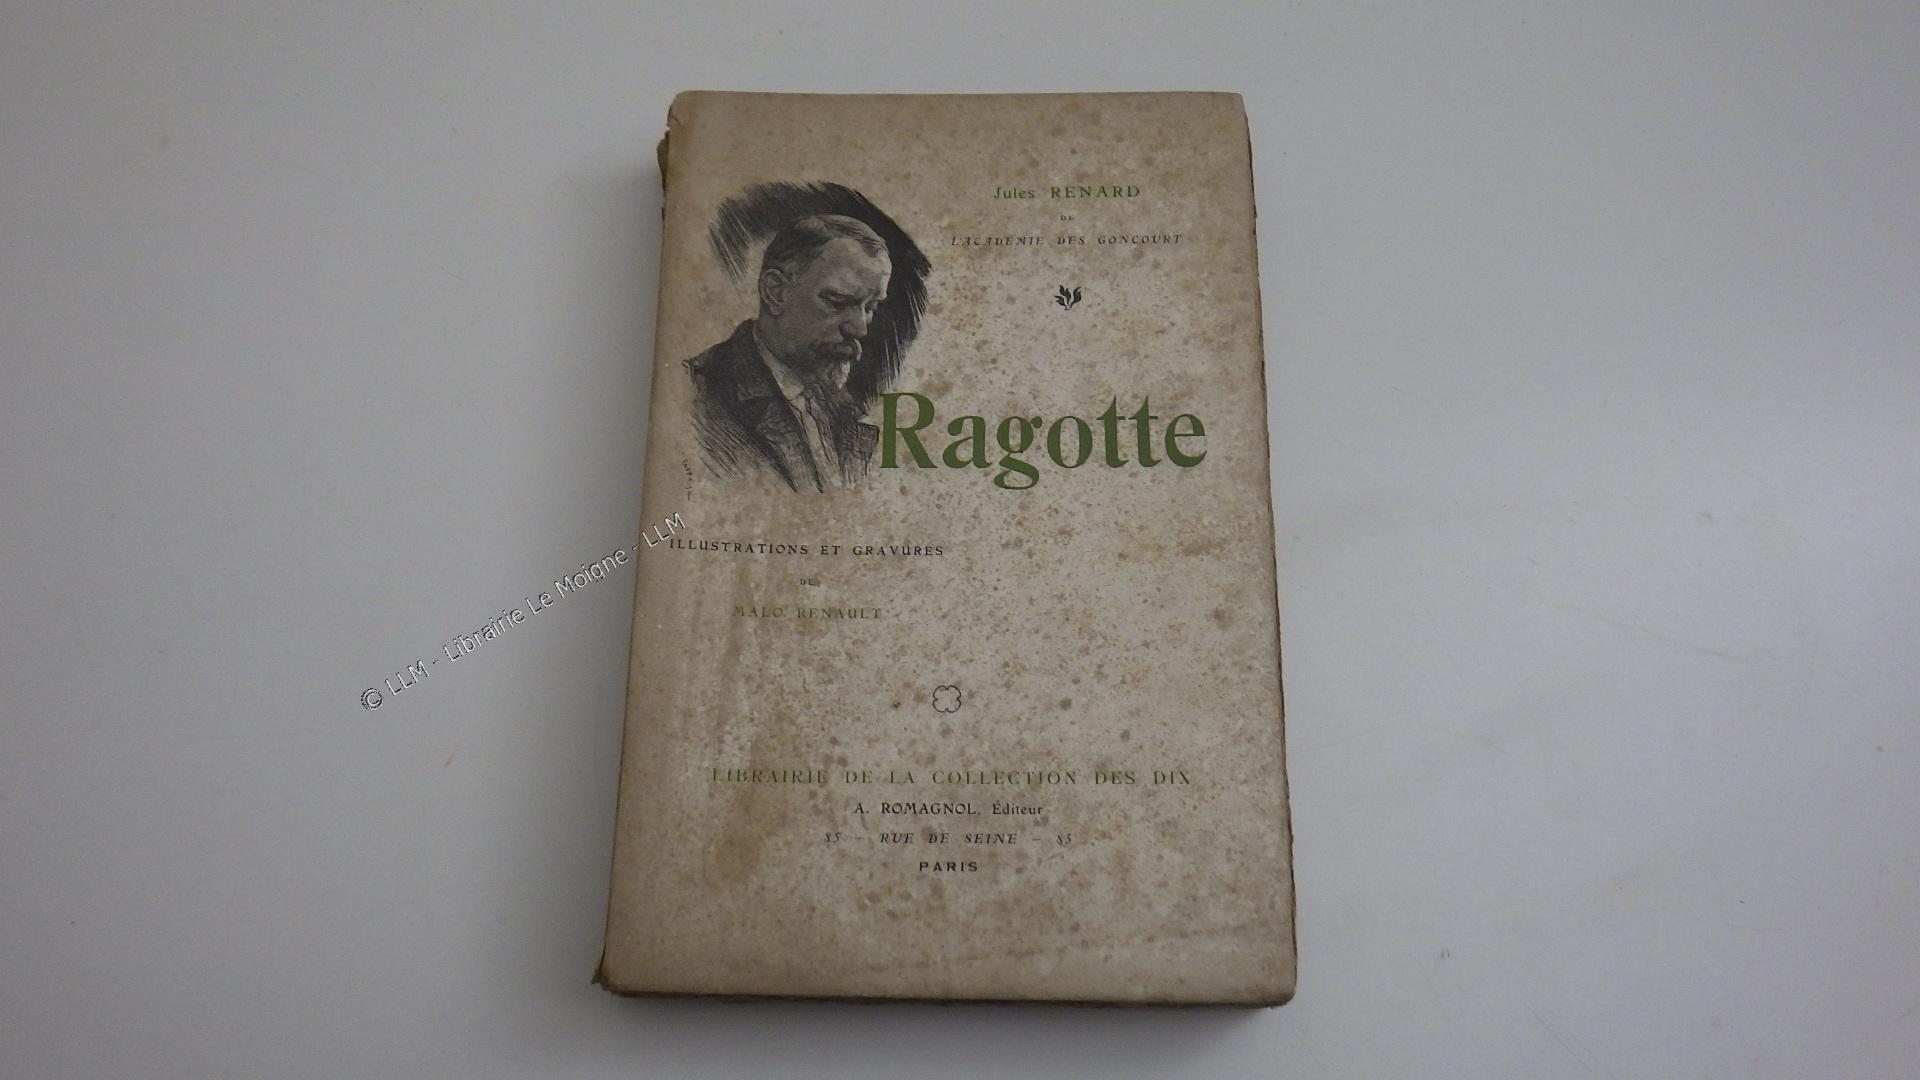 Jules RENARD
DE
L'ACADÉMIE DES GONCOURT
Ragotte
ILLUSTRATIONS ET GRAVURES
DE
MALO RENAULT
LIBRAIRIE DE LA COLLECTION DES DIX
A. ROMAGNOL, Éditeur
85 — RUE DE SEINE — 85
PARIS
© LLM - Librairie Le Moigne - LLM